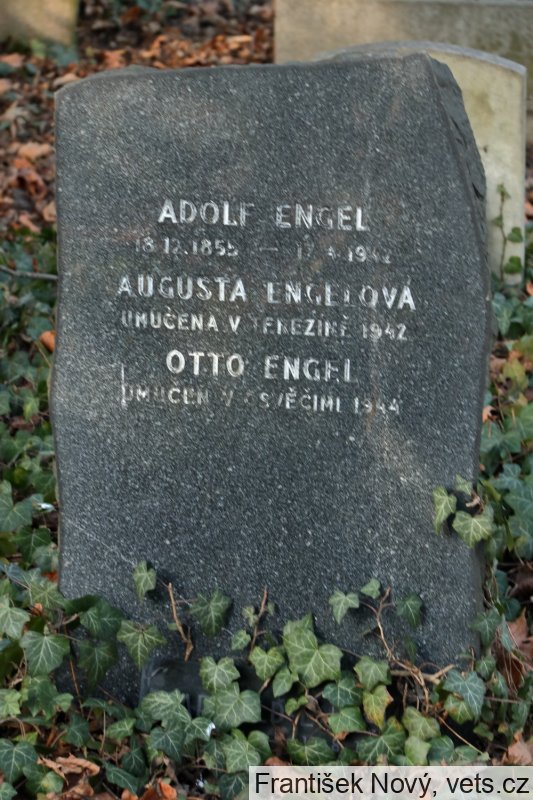 ADOLF ENGEL
18.12.1855 — 17.4.1942
AUGUSTA ENGELOVÁ
UMUČENA V TEREZÍNĚ 1942
OTTO ENGEL
UMUČEN V OSVĚČIMI 1944
František Nový, vets.cz